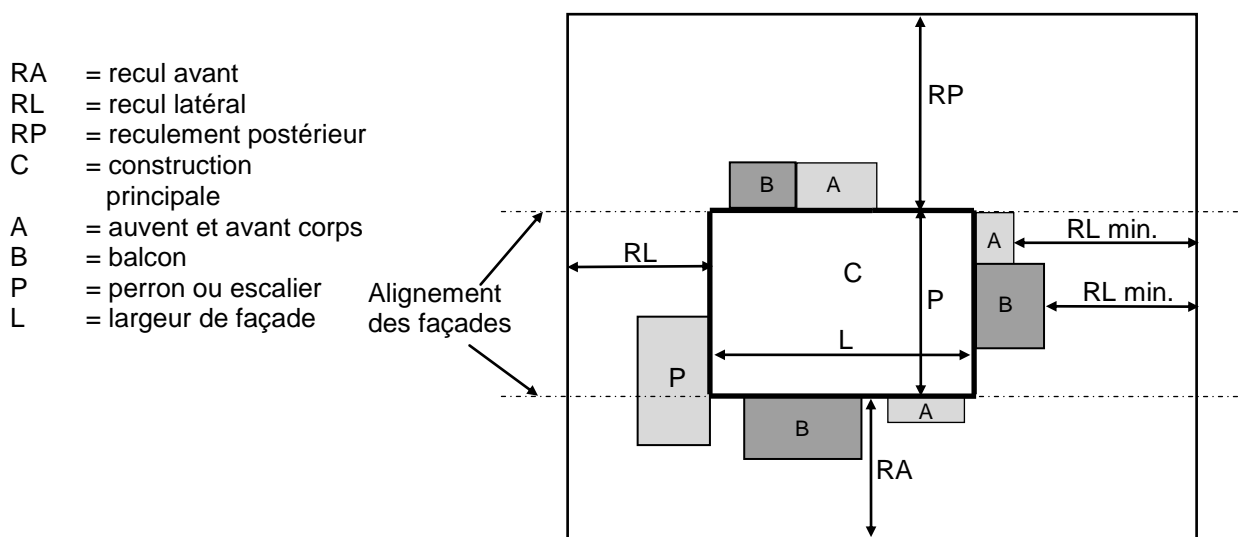 RA = recul avant
RL = recul latéral
RP = reculement postérieur
C = construction
principale
A = auvent et avant corps
B = balcon
P = perron ou escalier
L = largeur de façade
Alignement
des façades
RP
B
A
A
RL min.
RL
C
P
B
RL min.
L
P
B
A
RA